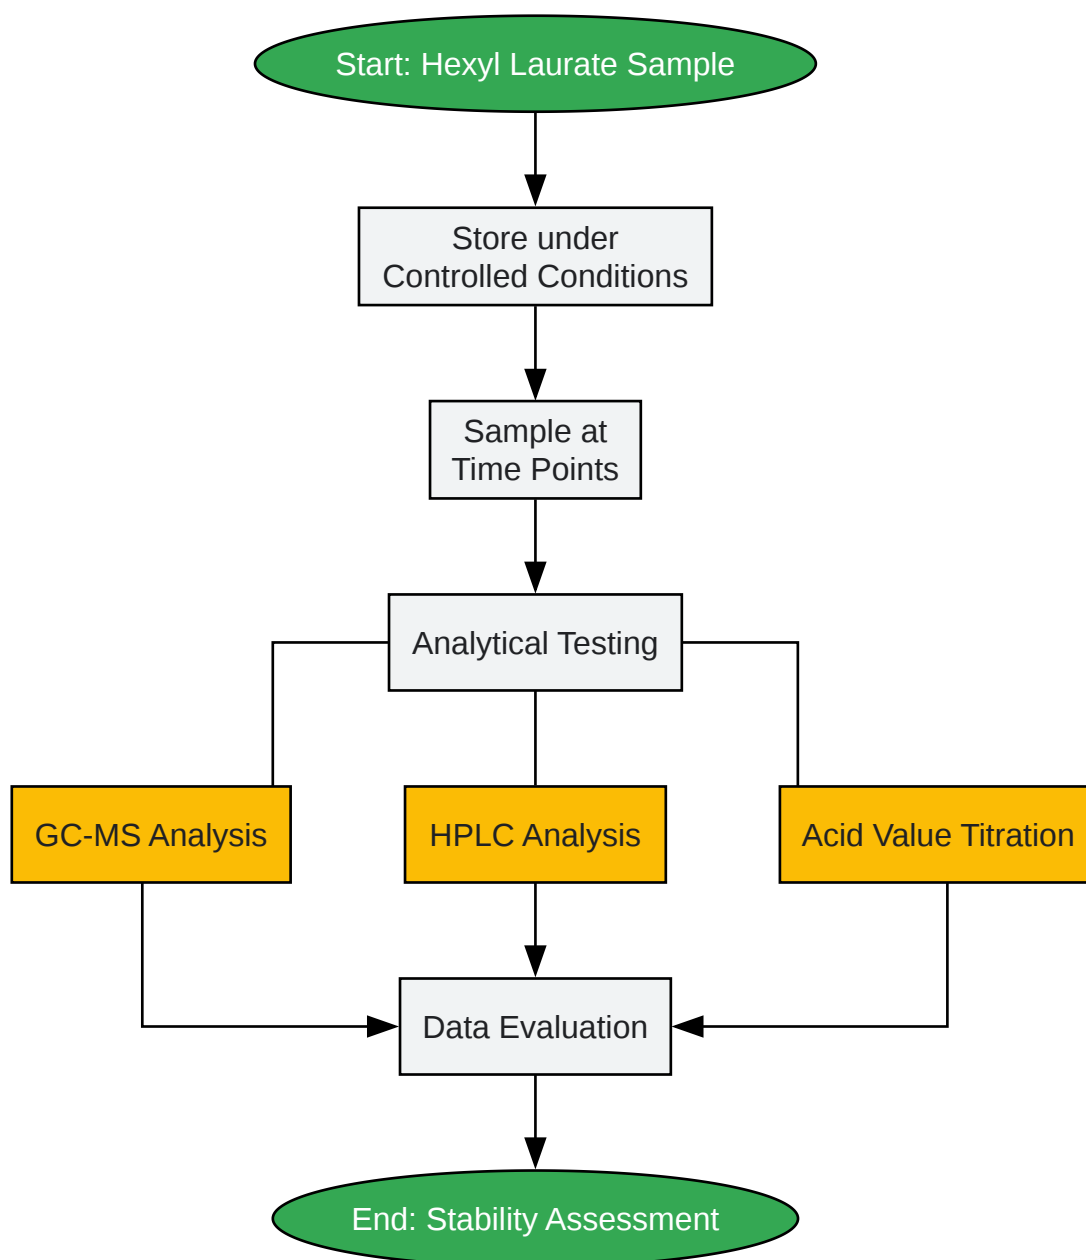 Start: Hexyl Laurate Sample
Store under
Controlled Conditions
Sample at
Time Points
Analytical Testing
GC-MS Analysis
HPLC Analysis
Acid Value Titration
Data Evaluation
End: Stability Assessment